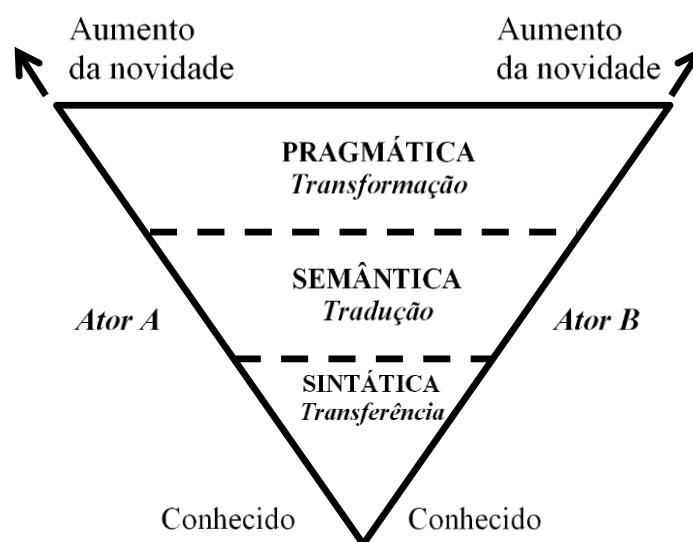 Aumento
da novidade
Aumento
da novidade
PRAGMÁTICA
Transformação
SEMÂNTICA
Tradução
Ator A
Ator B
SINTÁTICA
Transferência
Conhecido
Conhecido